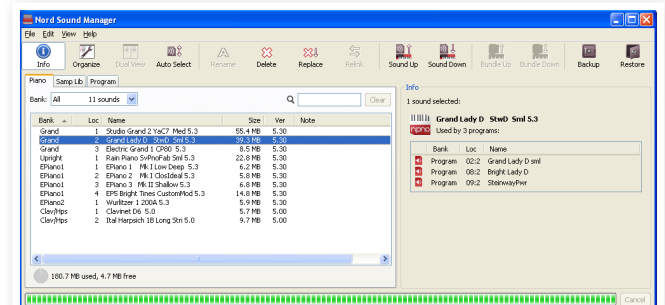 Nord Sound Manager
File Edit View Help
Info Organize Dual View Auto Select Rename Delete Replace Relink Sound Up Sound Down Bundle Up Bundle Down Backup Restore
Piano Samp Lib Program
Bank: All 11 sounds Clear
Bank Loc Name Size Ver Note
Grand 1 Studio Grand 2 YaC7 Med 5.3 55.4 MB 5.30
Grand 2 Grand Lady D StwD Sml 5.3 39.3 MB 5.30
Grand 3 Electric Grand 1 CP80 5.3 8.5 MB 5.30
Upright 1 Rain Piano SvPnoFab Sml 5.3 22.8 MB 5.30
EPiano1 1 EPiano 1 Mk I Low Deep 5.3 6.2 MB 5.30
EPiano1 2 EPiano 2 Mk I ClosIdeal 5.3 5.8 MB 5.30
EPiano1 3 EPiano 3 Mk II Shallow 5.3 6.8 MB 5.30
EPiano1 4 EP5 Bright Tines CustomMod 5.3 14.8 MB 5.30
EPiano2 1 Wurlitzer 1 200A 5.3 5.9 MB 5.30
Clav/Hps 1 Clavinet D6 5.0 5.7 MB 5.00
Clav/Hps 2 Ital Harpsich 1B Long Stri 5.0 9.7 MB 5.00
180.7 MB used, 4.7 MB free
Info
1 sound selected:
Grand Lady D StwD Sml 5.3
npno Used by 3 programs:
Bank Loc Name
Program 02:2 Grand Lady D sml
Program 08:2 Bright Lady D
Program 09:2 SteinwayPwr
Cancel